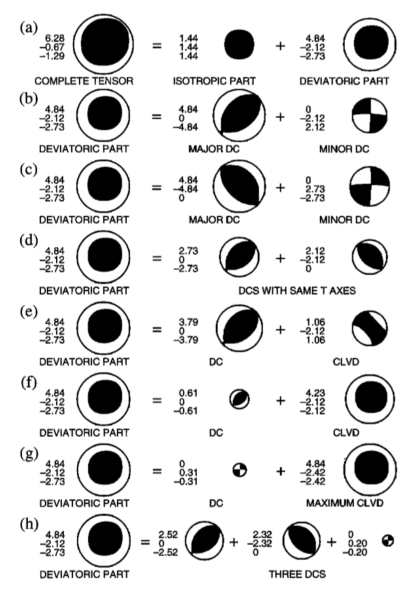 (a) 6.28 1.44 4.84
-0.67 = 1.44 + -2.12
-1.29 1.44 -2.73
COMPLETE TENSOR ISOTROPIC PART DEVIATORIC PART
(b) 4.84 4.84 0
-2.12 = 0 + -2.12
-2.73 -4.84 2.12
DEVIATORIC PART MAJOR DC MINOR DC
(c) 4.84 4.84 0
-2.12 = -4.84 + 2.73
-2.73 0 -2.73
DEVIATORIC PART MAJOR DC MINOR DC
(d) 4.84 2.73 2.12
-2.12 = 0 + -2.12
-2.73 -2.73 0
DEVIATORIC PART DCS WITH SAME T AXES
(e) 4.84 3.79 1.06
-2.12 = 0 + -2.12
-2.73 -3.79 1.06
DEVIATORIC PART DC CLVD
(f) 4.84 0.61 4.23
-2.12 = 0 + -2.12
-2.73 -0.61 -2.12
DEVIATORIC PART DC CLVD
(g) 4.84 0 4.84
-2.12 = 0.31 + -2.42
-2.73 -0.31 -2.42
DEVIATORIC PART DC MAXIMUM CLVD
(h) 4.84 2.52 2.32 0
-2.12 = 0 + -2.32 + 0.20
-2.73 -2.52 0 -0.20
DEVIATORIC PART THREE DCS